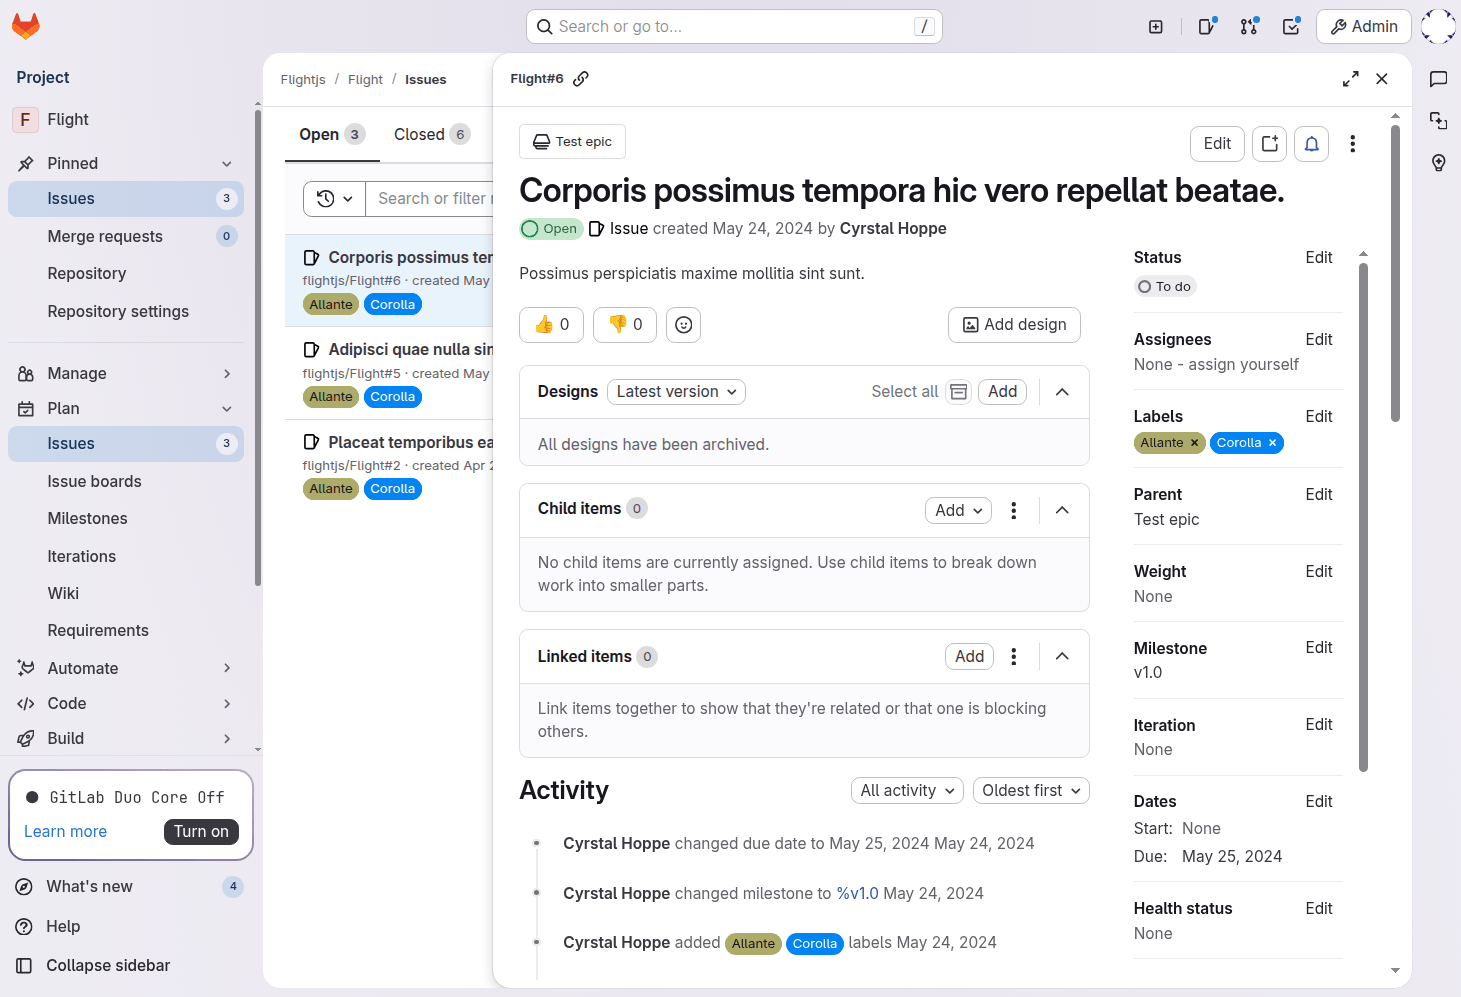 Search or go to...
/
Admin
Project
F Flight
Pinned
Issues 3
Merge requests 0
Repository
Repository settings
Manage
Plan
Issues 3
Issue boards
Milestones
Iterations
Wiki
Requirements
Automate
Code
Build
GitLab Duo Core Off
Learn more
Turn on
What's new 4
Help
Collapse sidebar
Flightjs / Flight / Issues
Open 3
Closed 6
Search or filter r
Corporis possimus ter
flightjs/Flight#6 · created May
Allante Corolla
Adipisci quae nulla sin
flightjs/Flight#5 · created May
Allante Corolla
Placeat temporibus ea
flightjs/Flight#2 · created Apr 2
Allante Corolla
Flight#6
Test epic
Edit
Corporis possimus tempora hic vero repellat beatae.
Open Issue created May 24, 2024 by Cyrstal Hoppe
Possimus perspiciatis maxime mollitia sint sunt.
0
0
Add design
Designs Latest version
Select all
Add
All designs have been archived.
Child items 0
Add
No child items are currently assigned. Use child items to break down
work into smaller parts.
Linked items 0
Add
Link items together to show that they're related or that one is blocking
others.
Activity
All activity
Oldest first
Cyrstal Hoppe changed due date to May 25, 2024 May 24, 2024
Cyrstal Hoppe changed milestone to %v1.0 May 24, 2024
Cyrstal Hoppe added Allante Corolla labels May 24, 2024
Status Edit
To do
Assignees Edit
None - assign yourself
Labels Edit
Allante × Corolla ×
Parent Edit
Test epic
Weight Edit
None
Milestone Edit
v1.0
Iteration Edit
None
Dates Edit
Start: None
Due: May 25, 2024
Health status Edit
None